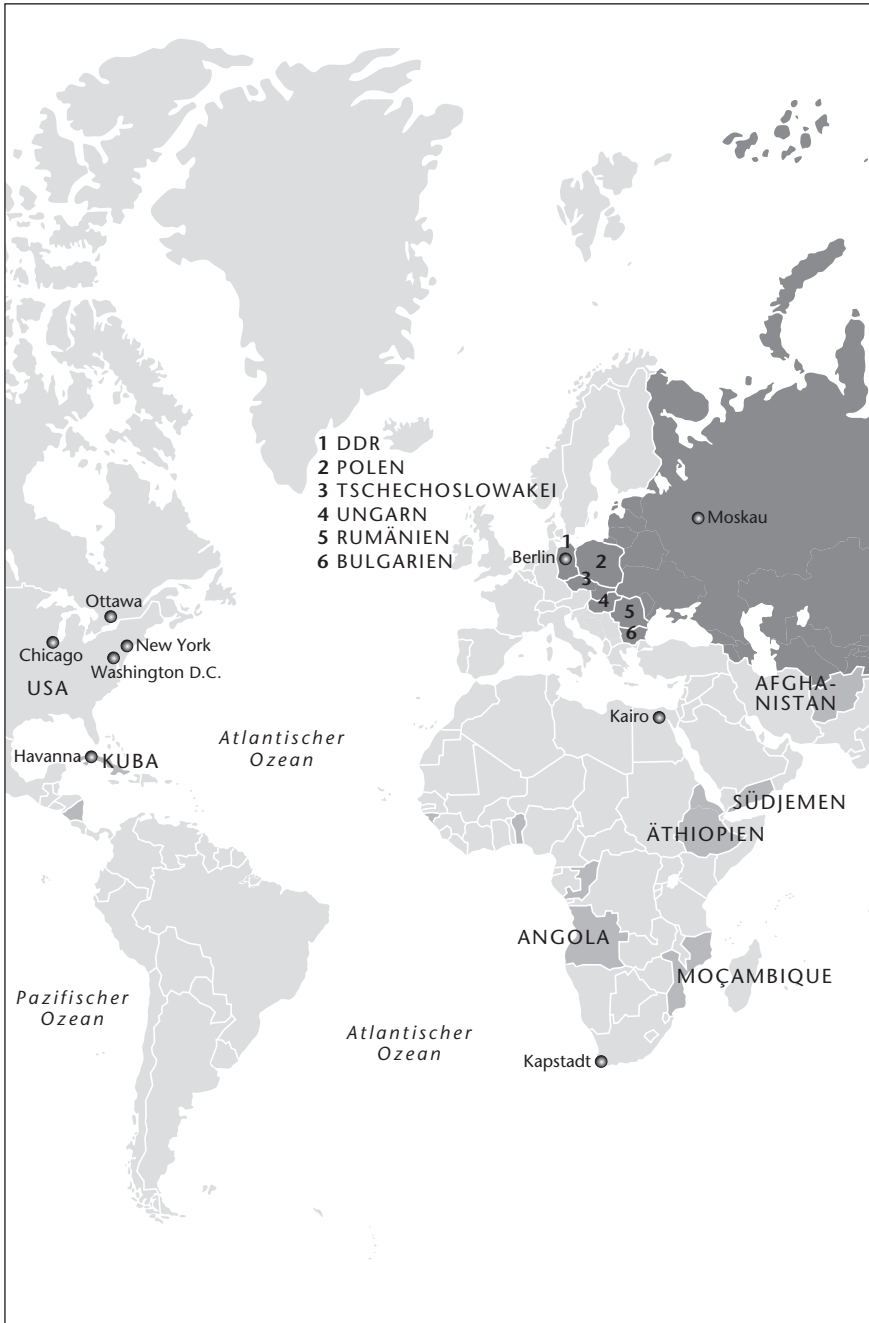 1 DDR
2 POLEN
3 TSCHECHOSLOWAKEI
4 UNGARN
5 RUMÄNIEN
6 BULGARIEN
Moskau
1
Berlin
2
3
4
5
6
Ottawa
New York
Chicago
Washington D.C.
USA
AFGHA-
NISTAN
Kairo
Atlantischer
Ozean
Havanna
KUBA
SÜDJEMEN
ÄTHIOPIEN
ANGOLA
MOÇAMBIQUE
Pazifischer
Ozean
Atlantischer
Ozean
Kapstadt